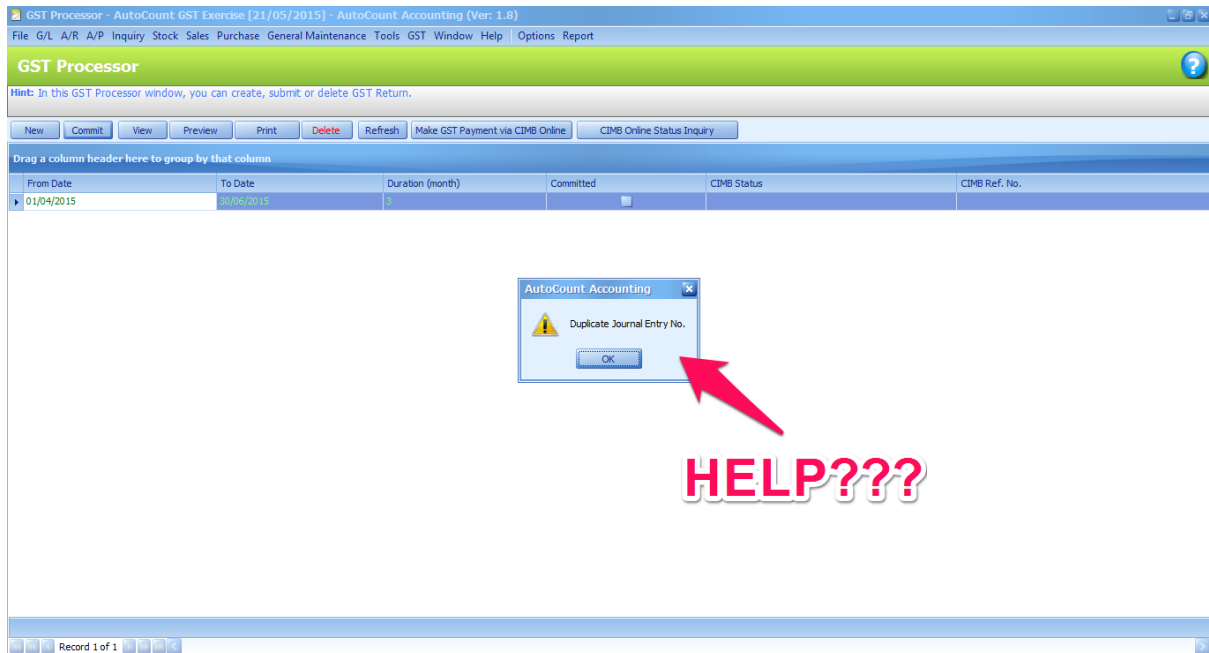 GST Processor - AutoCount GST Exercise [21/05/2015] - AutoCount Accounting (Ver: 1.8)
File G/L A/R A/P Inquiry Stock Sales Purchase General Maintenance Tools GST Window Help Options Report
GST Processor
?
Hint: In this GST Processor window, you can create, submit or delete GST Return.
New Commit View Preview Print Delete Refresh Make GST Payment via CIMB Online CIMB Online Status Inquiry
Drag a column header here to group by that column
From Date To Date Duration (month) Committed CIMB Status CIMB Ref. No.
01/04/2015 30/06/2015 3
AutoCount Accounting
Duplicate Journal Entry No.
OK
HELP???
Record 1 of 1